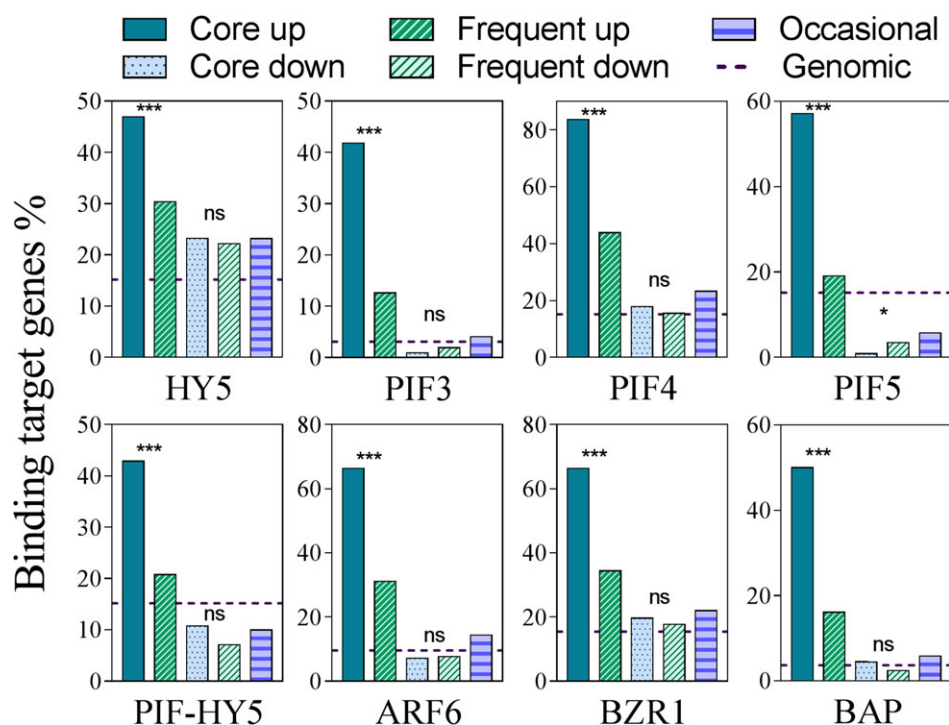 Core up Frequent up Occasional
Core down Frequent down Genomic
Binding target genes %
50 40 30 20 10 0 *** ns HY5
50 40 30 20 10 0 *** ns PIF3
80 60 40 20 0 *** ns PIF4
60 40 20 0 *** * PIF5
50 40 30 20 10 0 *** ns PIF-HY5
80 60 40 20 0 *** ns ARF6
80 60 40 20 0 *** ns BZR1
60 40 20 0 *** ns BAP